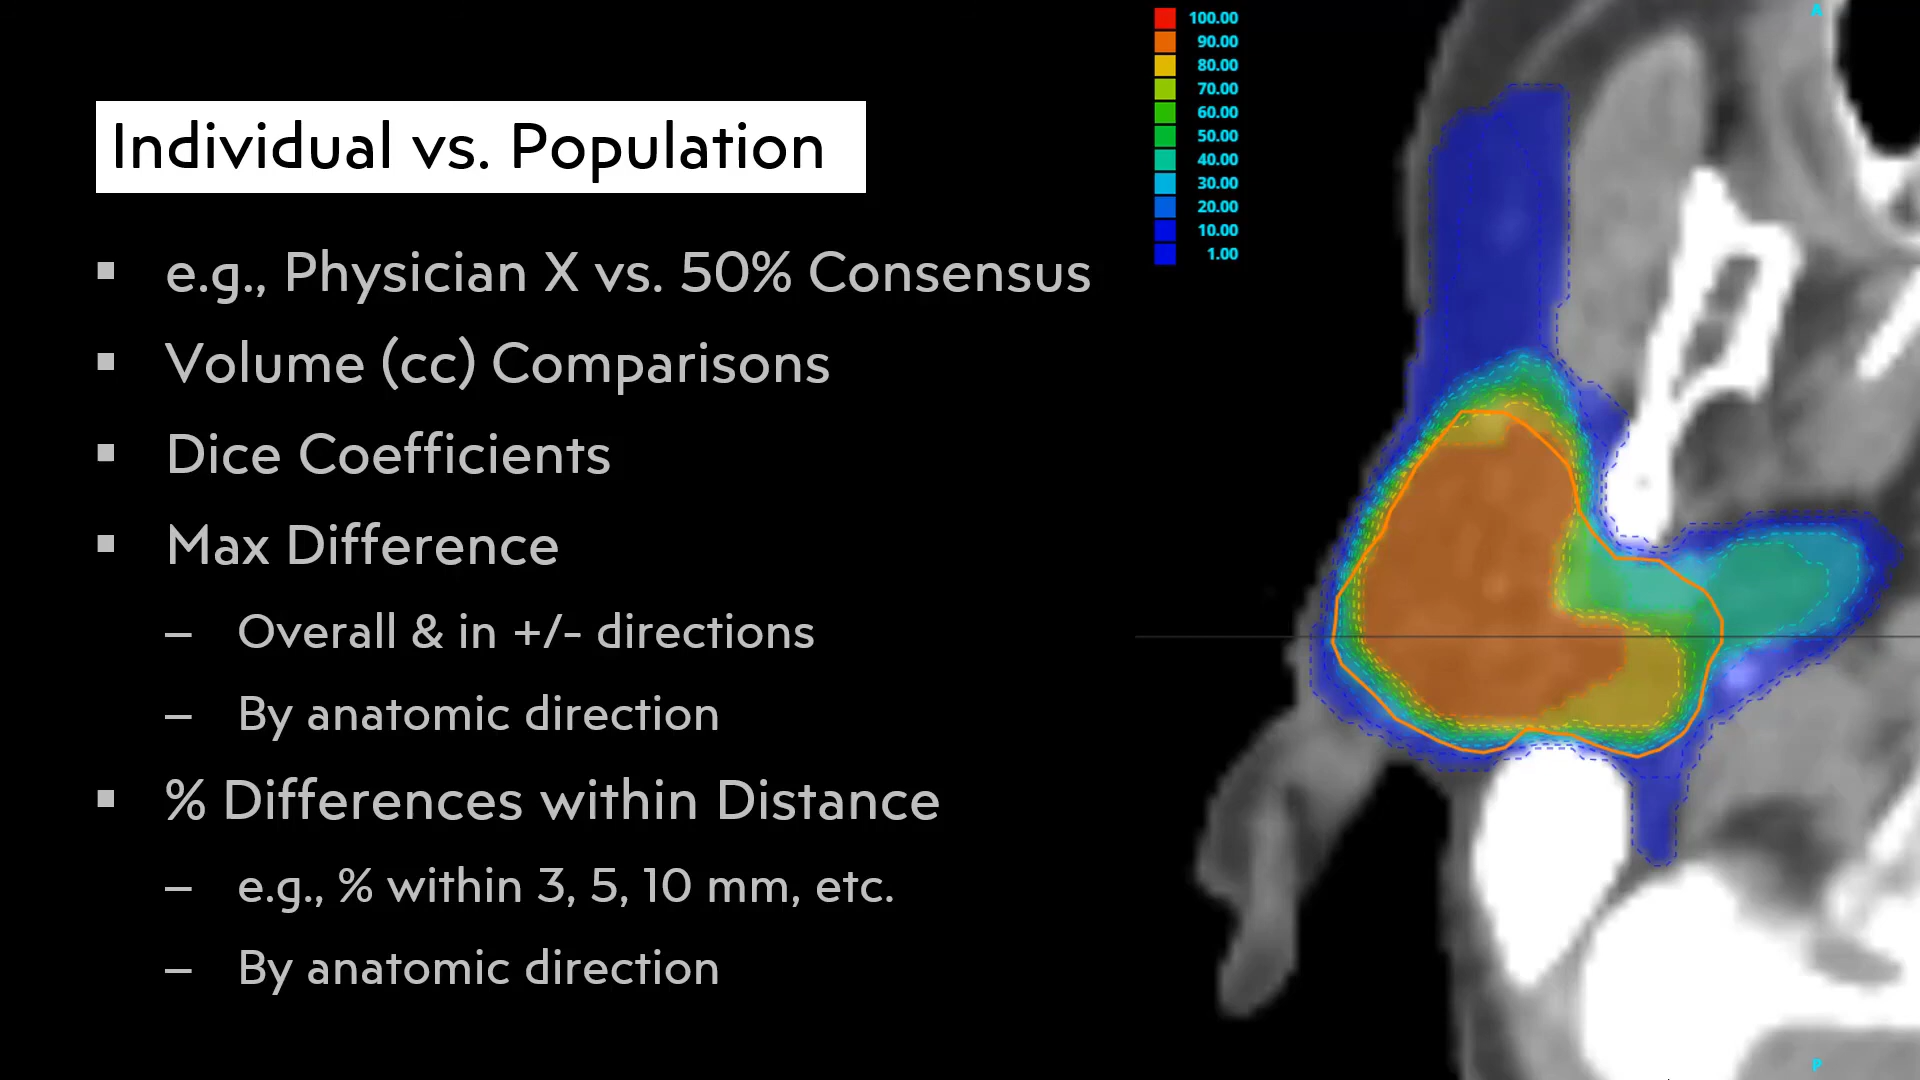 Individual vs. Population
▪ e.g., Physician X vs. 50% Consensus
▪ Volume (cc) Comparisons
▪ Dice Coefficients
▪ Max Difference
– Overall & in +/- directions
– By anatomic direction
▪ % Differences within Distance
– e.g., % within 3, 5, 10 mm, etc.
– By anatomic direction
100.00
90.00
80.00
70.00
60.00
50.00
40.00
30.00
20.00
10.00
1.00
A
P